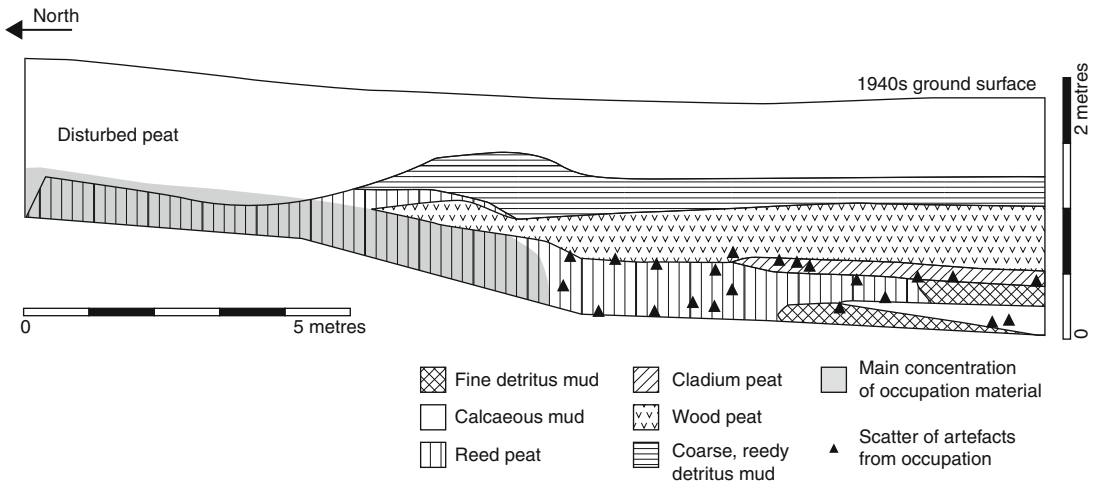 North
1940s ground surface
2 metres
Disturbed peat
0
0
5 metres
Fine detritus mud
Calcaeous mud
Reed peat
Cladium peat
Wood peat
Coarse, reedy
detritus mud
Main concentration
of occupation material
Scatter of artefacts
from occupation